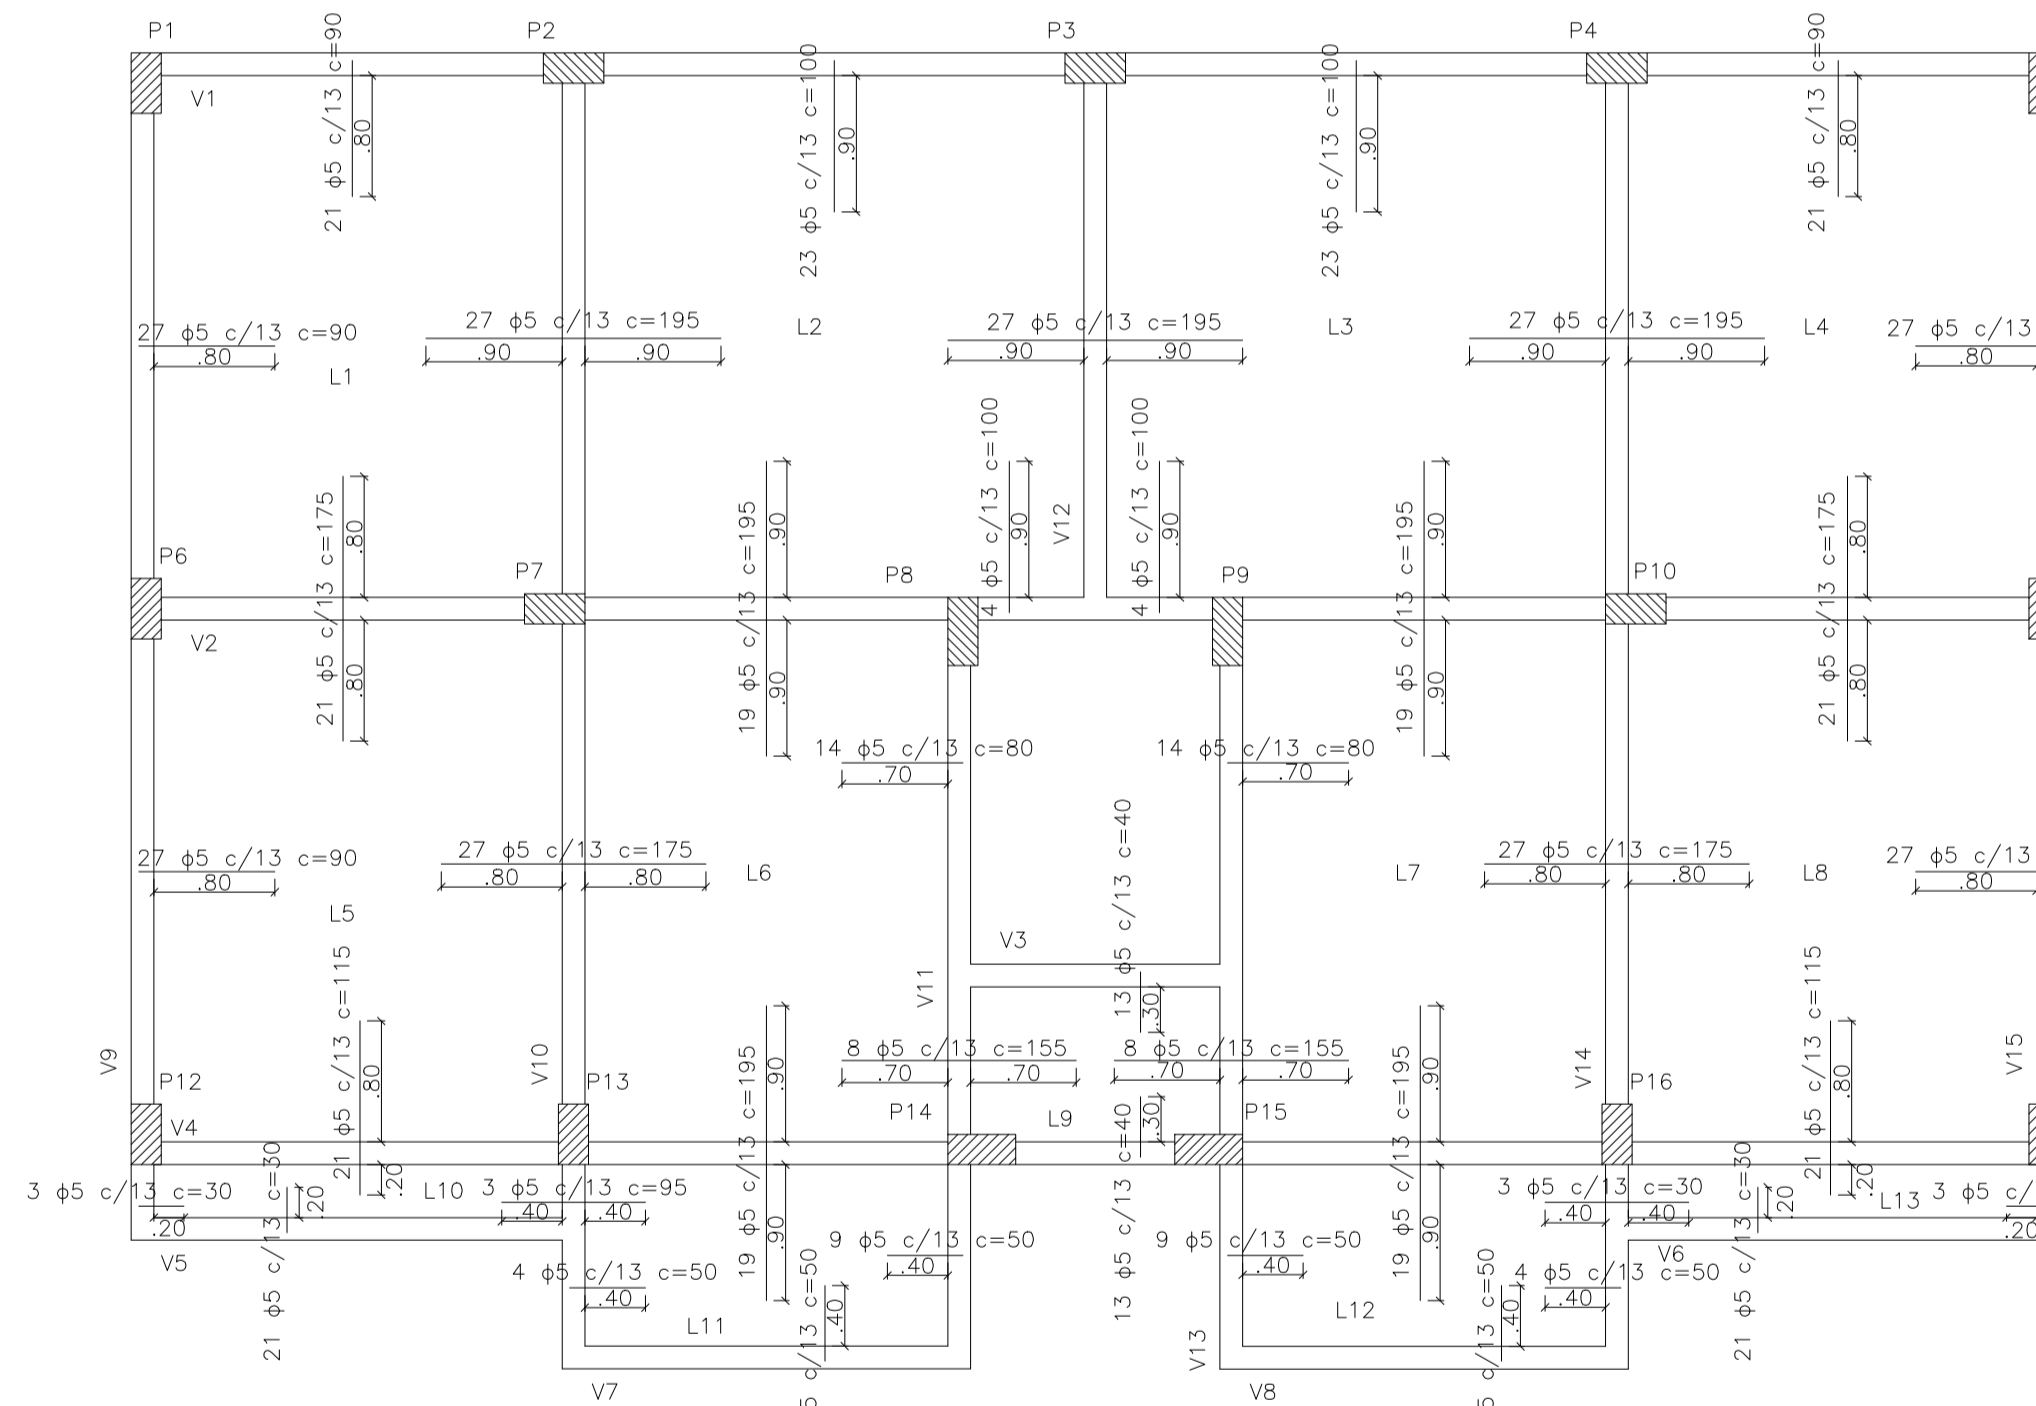 P1
P2
P3
P4
V1
21 ϕ5 c/13 c=90
.80
23 ϕ5 c/13 c=100
.90
23 ϕ5 c/13 c=100
.90
21 ϕ5 c/13 c=90
.80
27 ϕ5 c/13 c=90
.80
L1
27 ϕ5 c/13 c=195
.90
.90
L2
27 ϕ5 c/13 c=195
.90
.90
L3
27 ϕ5 c/13 c=195
.90
.90
L4
27 ϕ5 c/13
.80
P6
V2
21 ϕ5 c/13 c=175
.80
.80
P7
19 ϕ5 c/13 c=195
.90
.90
P8
4 ϕ5 c/13 c=100
.90
V12
4 ϕ5 c/13 c=100
.90
P9
19 ϕ5 c/13 c=195
.90
.90
P10
21 ϕ5 c/13 c=175
.80
.80
14 ϕ5 c/13 c=80
.70
14 ϕ5 c/13 c=80
.70
27 ϕ5 c/13 c=90
.80
L5
27 ϕ5 c/13 c=175
.80
.80
L6
V3
13 ϕ5 c/13 c=40
.30
L7
27 ϕ5 c/13 c=175
.80
.80
L8
27 ϕ5 c/13
.80
V9
P12
V4
21 ϕ5 c/13 c=115
.80
.20
V10
P13
19 ϕ5 c/13 c=195
.90
.90
V11
8 ϕ5 c/13 c=155
.70
.70
8 ϕ5 c/13 c=155
.70
.70
P14
L9
13 ϕ5 c/13 c=40
.30
P15
19 ϕ5 c/13 c=195
.90
.90
V14
P16
21 ϕ5 c/13 c=115
.80
.20
V15
3 ϕ5 c/13 c=30
.20
V5
21 ϕ5 c/13 c=30
.20
L10
3 ϕ5 c/13 c=95
.40
.40
9 ϕ5 c/13 c=50
.40
9 ϕ5 c/13 c=50
.40
3 ϕ5 c/13 c=30
.40
.40
V6
21 ϕ5 c/13 c=30
.20
L13
3 ϕ5 c/
.20
4 ϕ5 c/13 c=50
.40
L11
5 c/13 c=50
.40
V13
L12
5 c/13 c=50
.40
4 ϕ5 c/13 c=50
.40
V7
V8